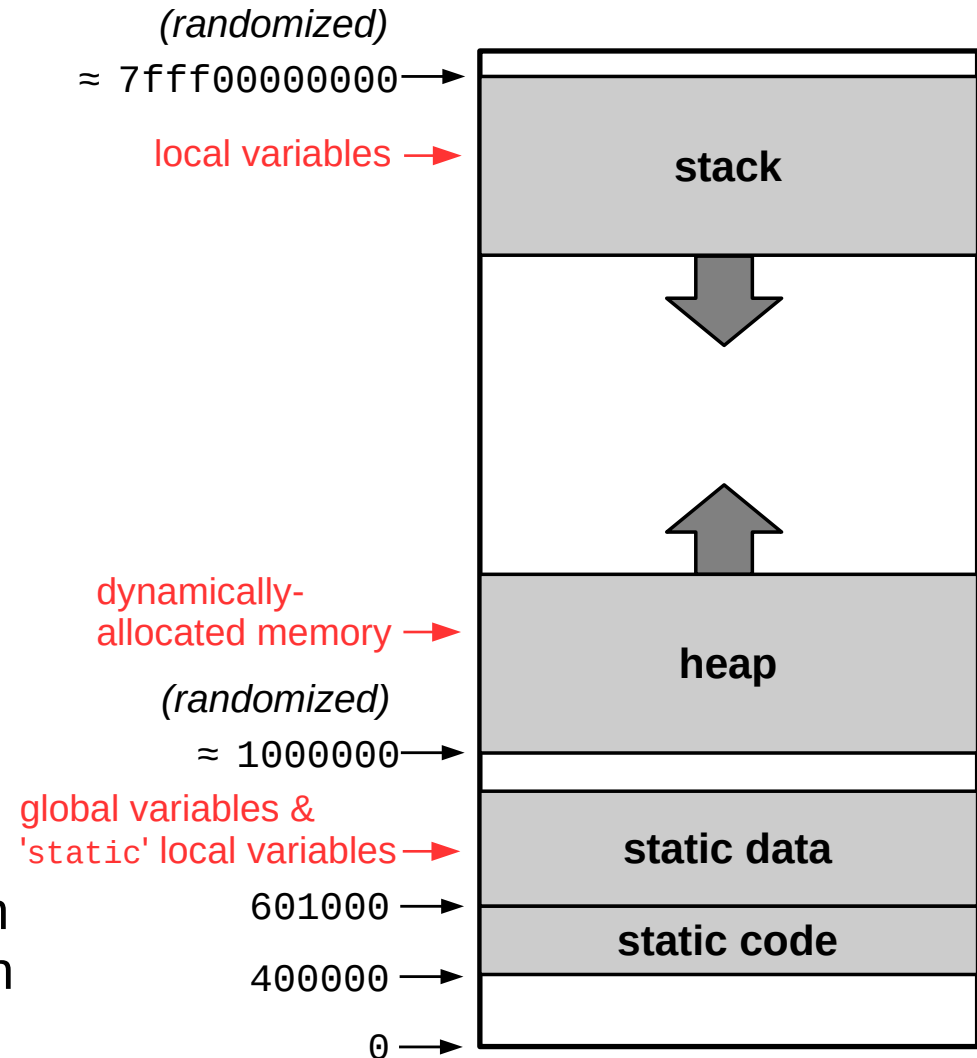 (randomized)
≈ 7fff00000000
local variables
stack
dynamically-
allocated memory
heap
(randomized)
≈ 1000000
global variables &
'static' local variables
static data
601000
static code
400000
0